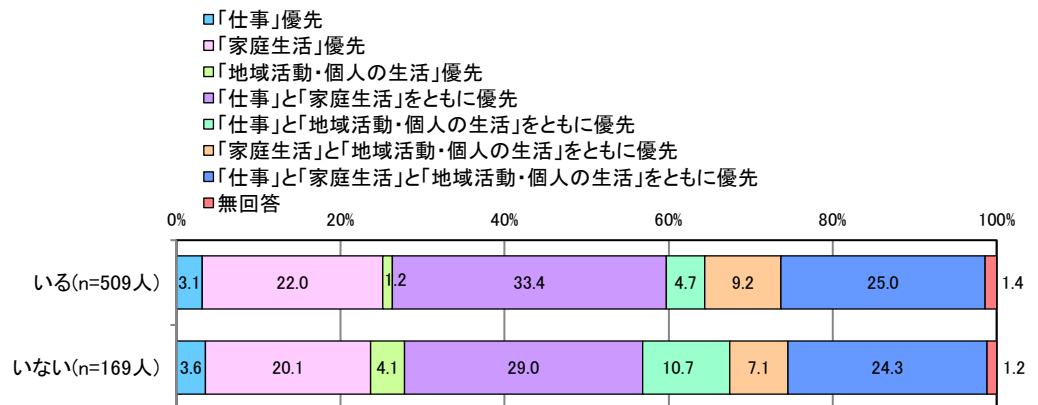 「仕事」優先
「家庭生活」優先
「地域活動・個人の生活」優先
「仕事」と「家庭生活」をともに優先
「仕事」と「地域活動・個人の生活」をともに優先
「家庭生活」と「地域活動・個人の生活」をともに優先
「仕事」と「家庭生活」と「地域活動・個人の生活」をともに優先
無回答
0% 20% 40% 60% 80% 100%
いる(n=509人) 3.1 22.0 1.2 33.4 4.7 9.2 25.0 1.4
いない(n=169人) 3.6 20.1 4.1 29.0 10.7 7.1 24.3 1.2